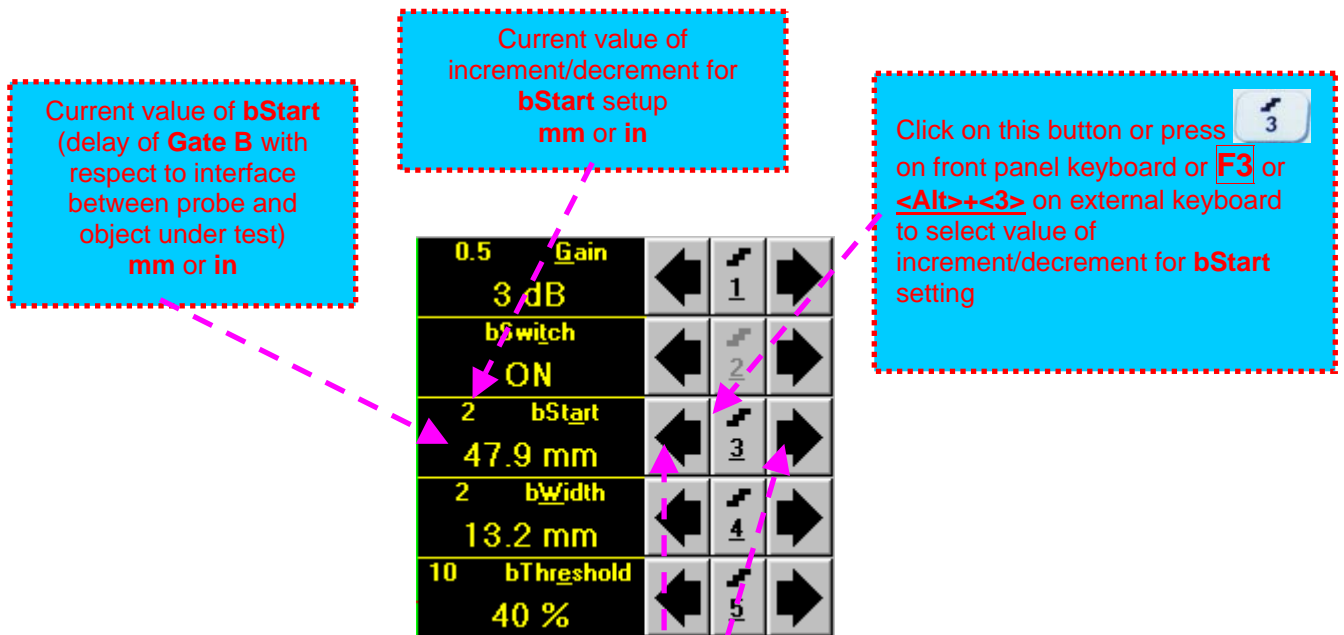 Current value of bStart
(delay of Gate B with
respect to interface
between probe and
object under test)
mm or in
Current value of
increment/decrement for
bStart setup
mm or in
Click on this button or press 3
on front panel keyboard or F3 or
<Alt>+<3> on external keyboard
to select value of
increment/decrement for bStart
setting
0.5 Gain
3 dB
1
bSwitch
ON
2
2 bStart
47.9 mm
3
2 bWidth
13.2 mm
4
10 bThreshold
40 %
5